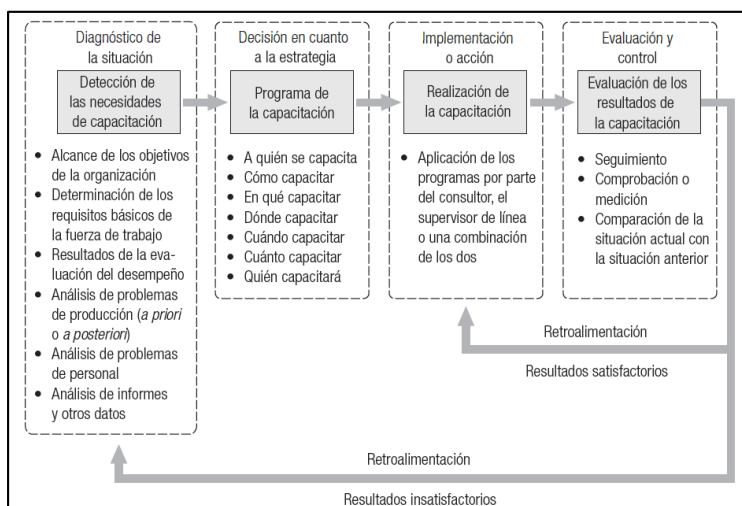 Diagnóstico de
la situación
Detección de
las necesidades
de capacitación
• Alcance de los objetivos
de la organización
• Determinación de los
requisitos básicos de
la fuerza de trabajo
• Resultados de la eva-
luación del desempeño
• Análisis de problemas
de producción (a priori
o a posteriori)
• Análisis de problemas
de personal
• Análisis de informes
y otros datos
Decisión en cuanto
a la estrategia
Programa de
la capacitación
• A quién se capacita
• Cómo capacitar
• En qué capacitar
• Dónde capacitar
• Cuándo capacitar
• Cuánto capacitar
• Quién capacitará
Implementación
o acción
Realización de
la capacitación
• Aplicación de los
programas por parte
del consultor, el
supervisor de línea
o una combinación
de los dos
Evaluación y
control
Evaluación de los
resultados de
la capacitación
• Seguimiento
• Comprobación o
medición
• Comparación de la
situación actual con
la situación anterior
Retroalimentación
Resultados satisfactorios
Retroalimentación
Resultados insatisfactorios